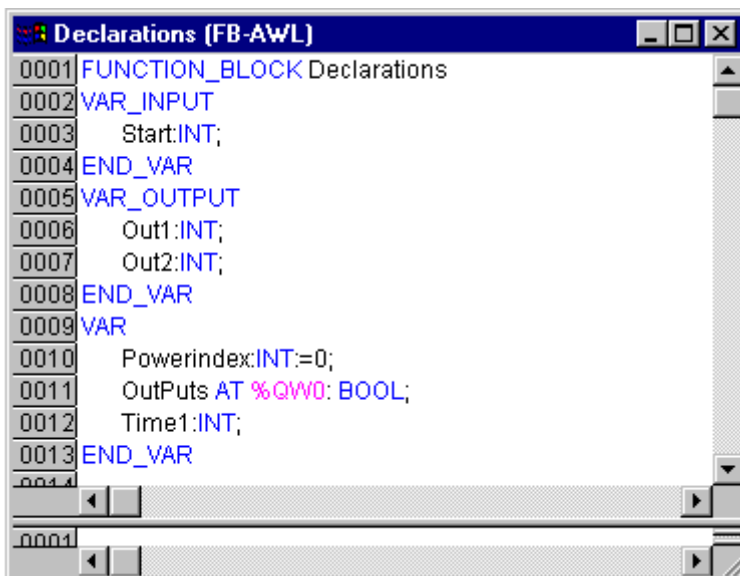 Declarations (FB-AWL)
0001 FUNCTION_BLOCK Declarations
0002 VAR_INPUT
0003 Start:INT;
0004 END_VAR
0005 VAR_OUTPUT
0006 Out1:INT;
0007 Out2:INT;
0008 END_VAR
0009 VAR
0010 Powerindex:INT:=0;
0011 OutPuts AT %QW0: BOOL;
0012 Time1:INT;
0013 END_VAR
0014
0001